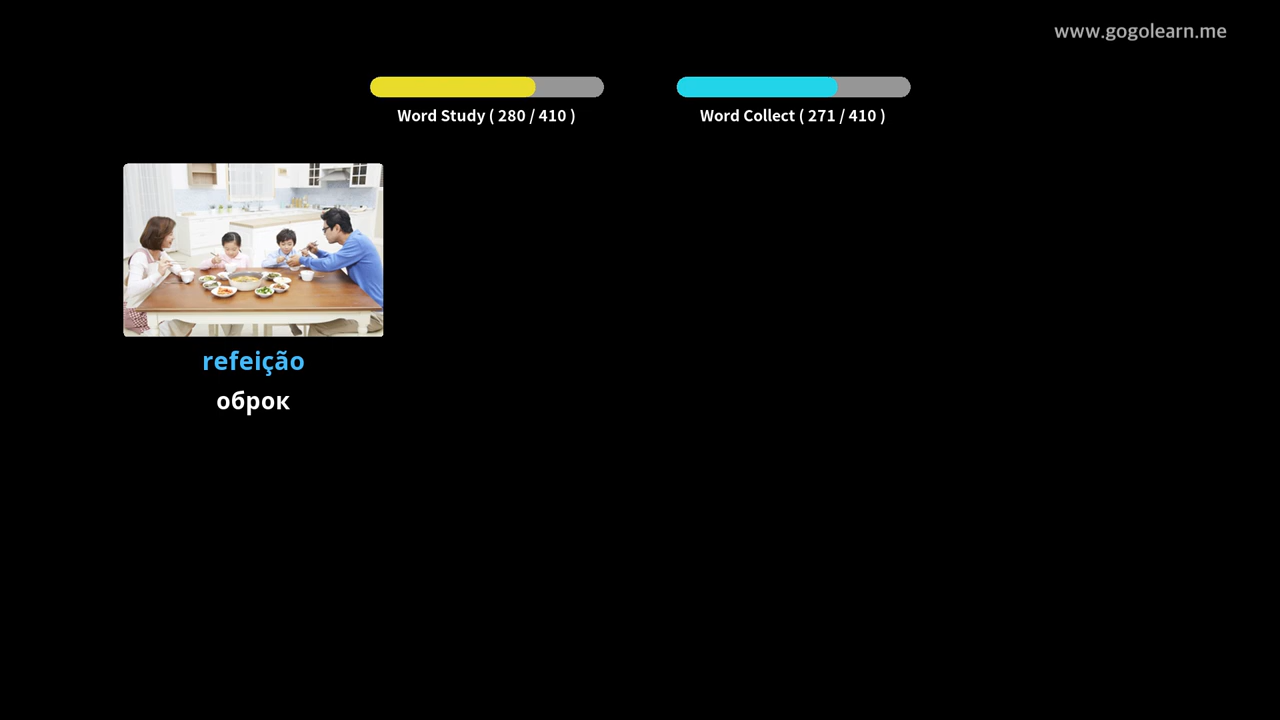 www.gogolearn.me
Word Study ( 280 / 410 )
Word Collect ( 271 / 410 )
refeição
оброк